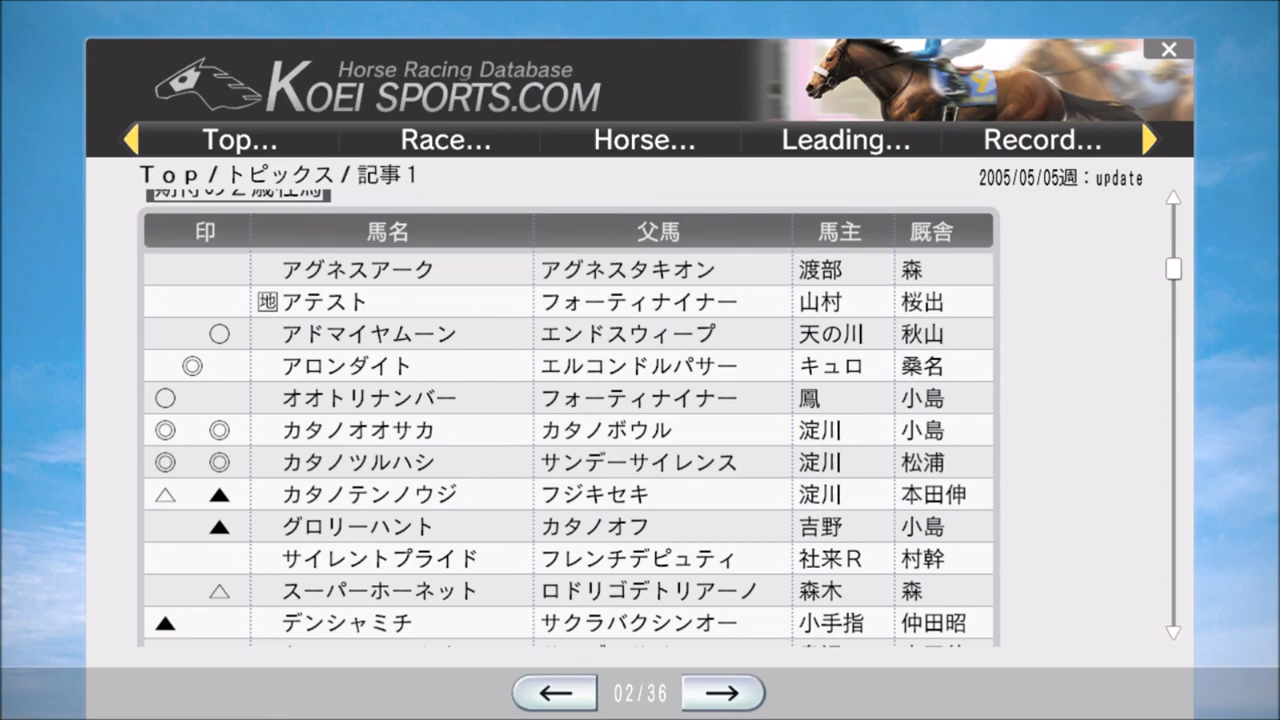 Horse Racing Database
KOEI SPORTS.COM
Top... Race... Horse... Leading... Record...
Top/トピックス/記事1
2005/05/05週：update
期待の2歳牡馬
印 馬名 父馬 馬主 厩舎
アグネスアーク アグネスタキオン 渡部 森
地 アテスト フォーティナイナー 山村 桜出
○ アドマイヤムーン エンドスウィープ 天の川 秋山
◎ アロンダイト エルコンドルパサー キュロ 桑名
○ オオトリナンバー フォーティナイナー 鳳 小島
◎ ◎ カタノオオサカ カタノボウル 淀川 小島
◎ ◎ カタノツルハシ サンデーサイレンス 淀川 松浦
△ ▲ カタノテンノウジ フジキセキ 淀川 本田伸
▲ グロリーハント カタノオフ 吉野 小島
サイレントプライド フレンチデピュティ 社来R 村幹
△ スーパーホーネット ロドリゴデトリアーノ 森木 森
▲ デンシャミチ サクラバクシンオー 小手指 仲田昭
← 02/36 →